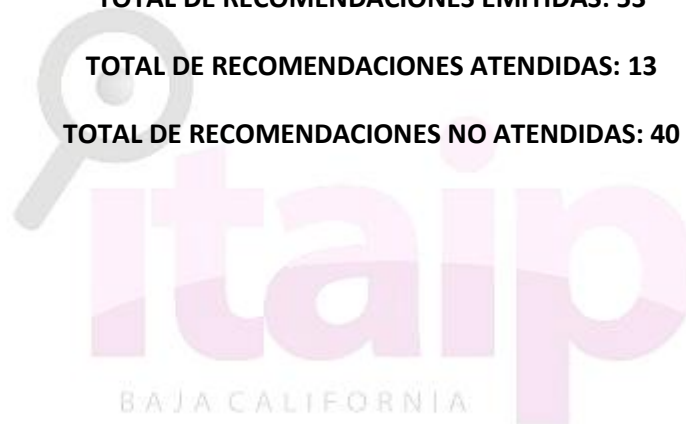 TOTAL DE RECOMENDACIONES EMITIDAS: 53
TOTAL DE RECOMENDACIONES ATENDIDAS: 13
TOTAL DE RECOMENDACIONES NO ATENDIDAS: 40
itaip
BAJA CALIFORNIA